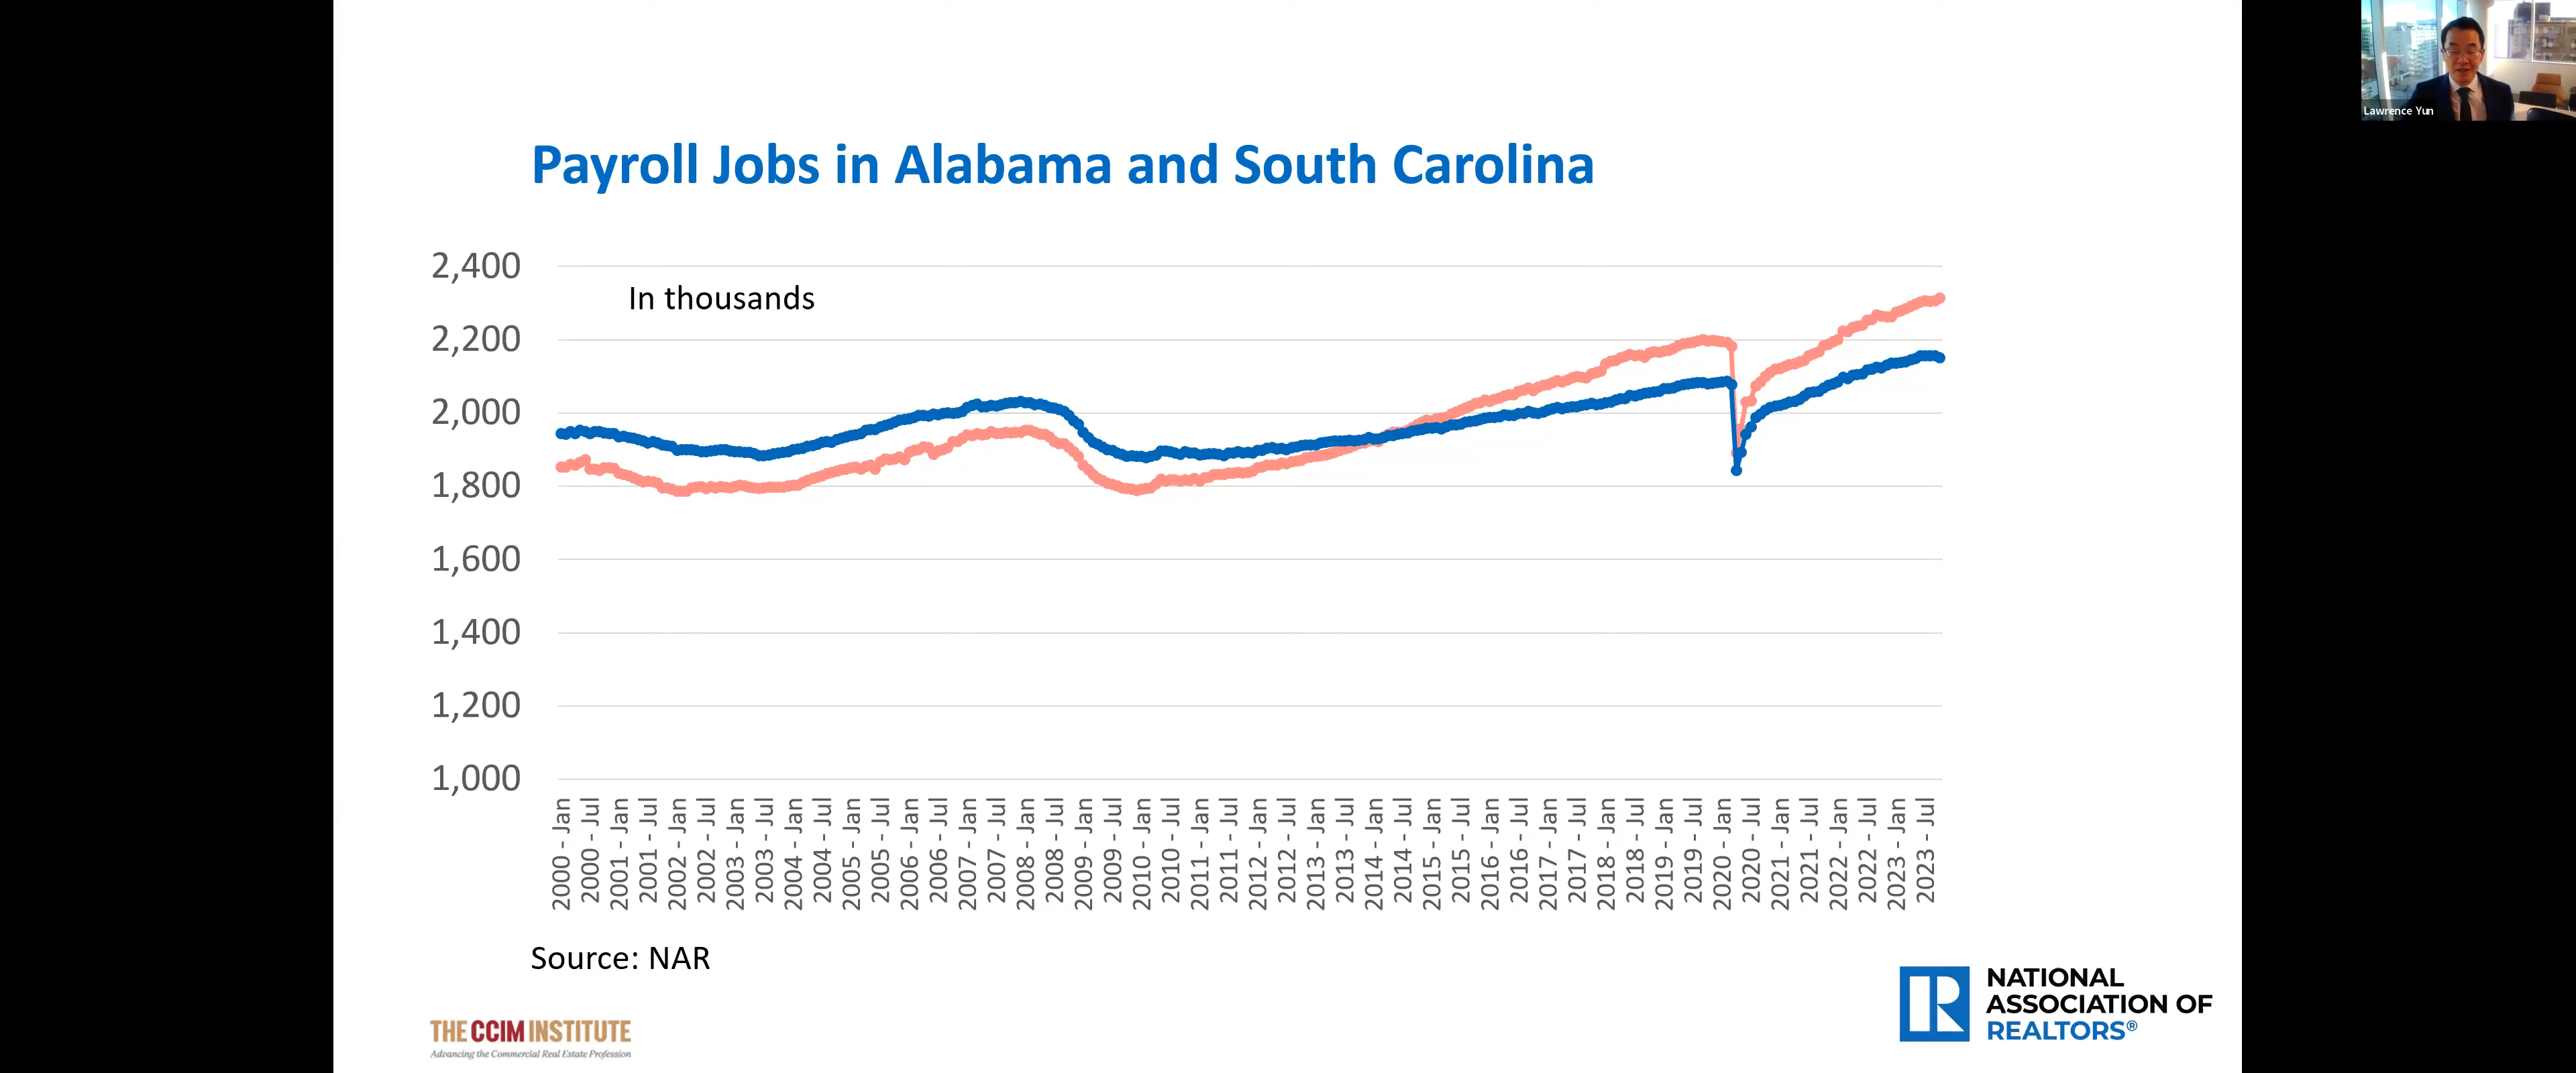 Lawrence Yun
Payroll Jobs in Alabama and South Carolina
In thousands
2,400
2,200
2,000
1,800
1,600
1,400
1,200
1,000
2000 - Jan
2000 - Jul
2001 - Jan
2001 - Jul
2002 - Jan
2002 - Jul
2003 - Jan
2003 - Jul
2004 - Jan
2004 - Jul
2005 - Jan
2005 - Jul
2006 - Jan
2006 - Jul
2007 - Jan
2007 - Jul
2008 - Jan
2008 - Jul
2009 - Jan
2009 - Jul
2010 - Jan
2010 - Jul
2011 - Jan
2011 - Jul
2012 - Jan
2012 - Jul
2013 - Jan
2013 - Jul
2014 - Jan
2014 - Jul
2015 - Jan
2015 - Jul
2016 - Jan
2016 - Jul
2017 - Jan
2017 - Jul
2018 - Jan
2018 - Jul
2019 - Jan
2019 - Jul
2020 - Jan
2020 - Jul
2021 - Jan
2021 - Jul
2022 - Jan
2022 - Jul
2023 - Jan
2023 - Jul
Source: NAR
THE CCIM INSTITUTE
Advancing the Commercial Real Estate Profession
R
NATIONAL
ASSOCIATION OF
REALTORS®